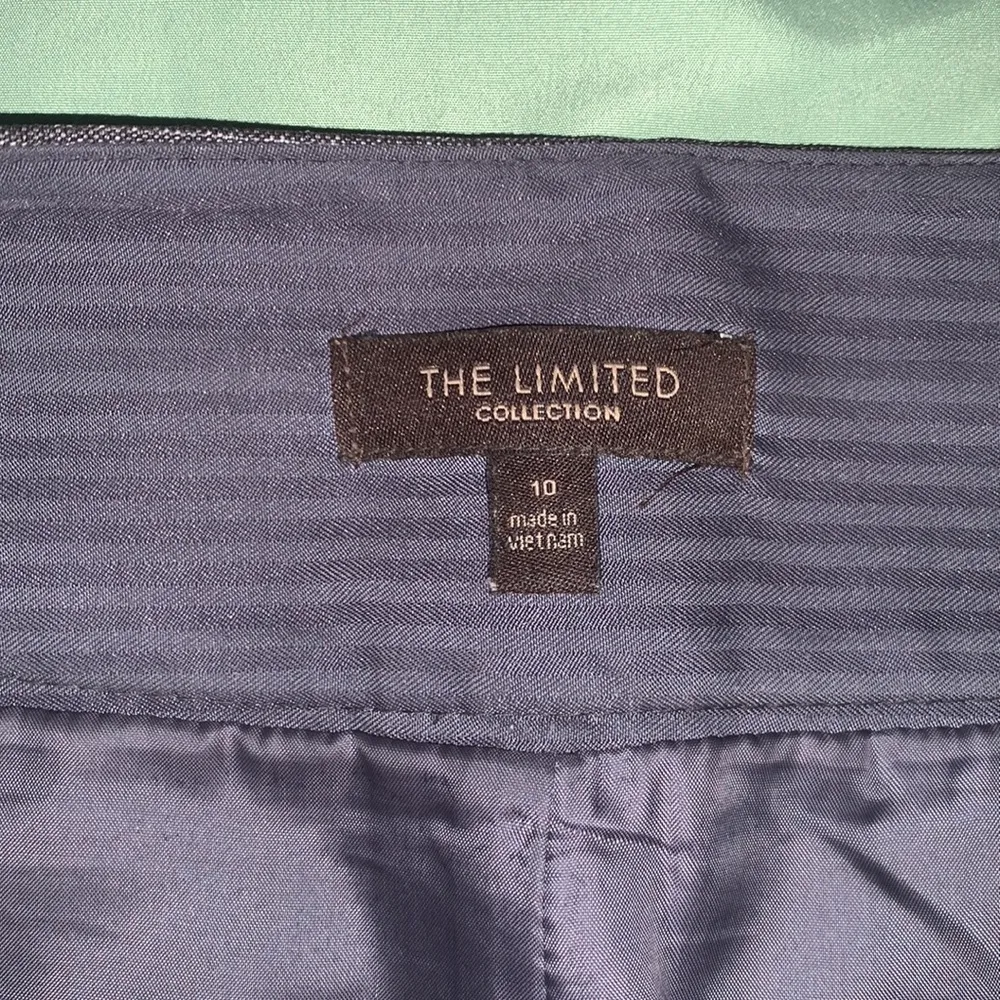 THE LIMITED
COLLECTION
10
made in
vietnam